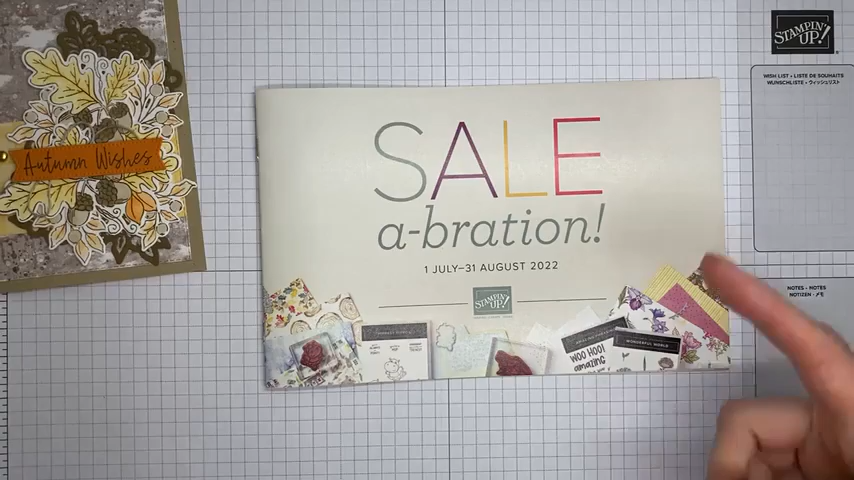 STAMPIN' UP!
WISH LIST • LISTE DE SOUHAITS
WUNSCHLISTE • ウィッシュリスト
Autumn Wishes
SALE
a-bration!
1 JULY–31 AUGUST 2022
STAMPIN' UP!
NOTES • NOTES
NOTIZEN • メモ
WONDERFUL WORLD
WOO HOO!
amazing